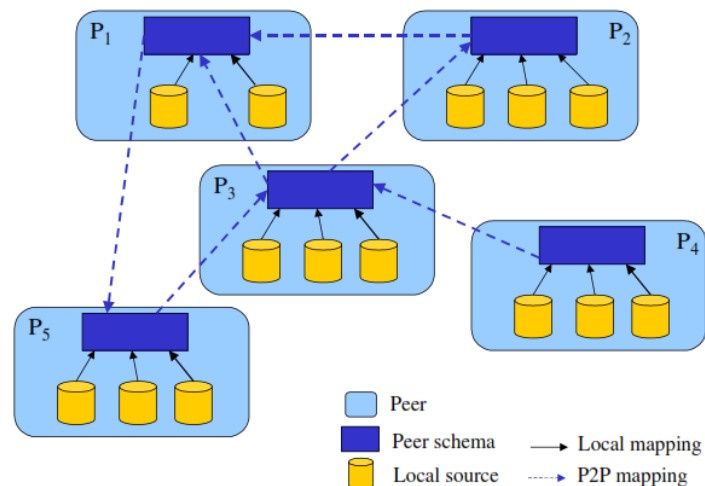 P1
P2
P3
P4
P5
Peer
Peer schema
Local mapping
Local source
P2P mapping